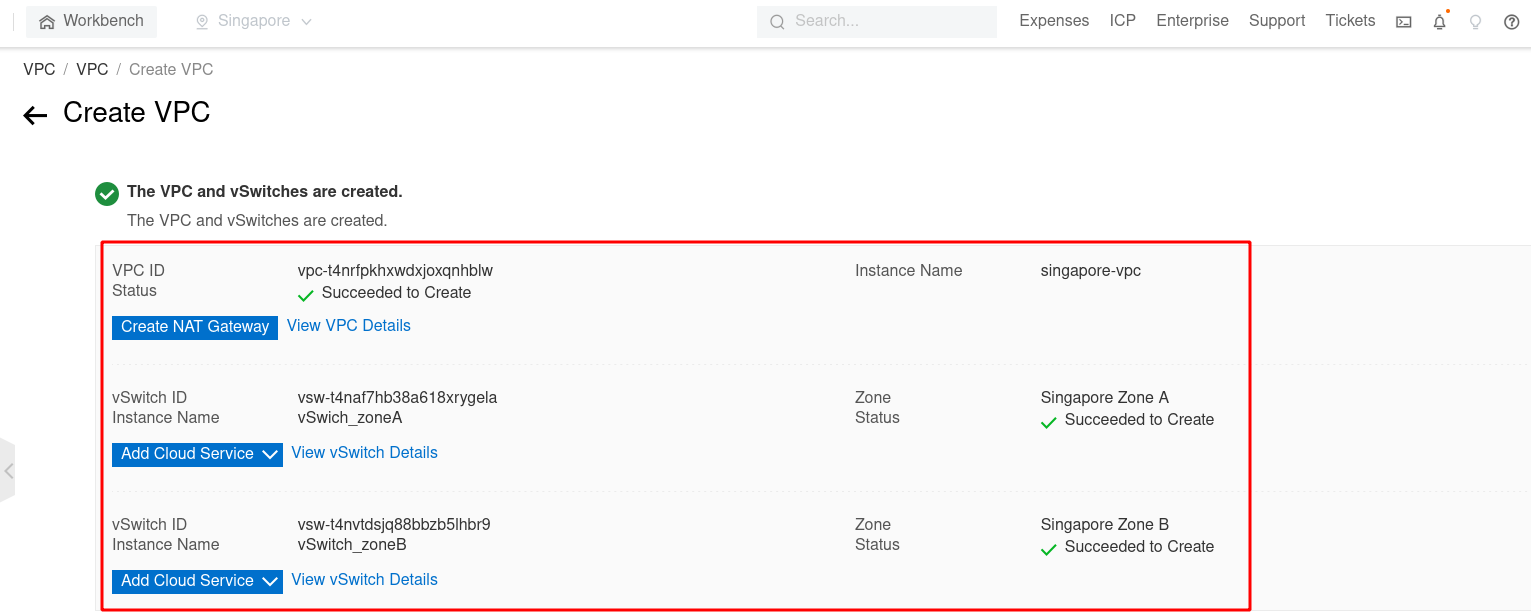 Workbench Singapore Search... Expenses ICP Enterprise Support Tickets
VPC / VPC / Create VPC
Create VPC
The VPC and vSwitches are created.
The VPC and vSwitches are created.
VPC ID vpc-t4nrfpkhxwdxjoxqnhblw Instance Name singapore-vpc
Status Succeeded to Create
Create NAT Gateway View VPC Details
vSwitch ID vsw-t4naf7hb38a618xrygela Zone Singapore Zone A
Instance Name vSwich_zoneA Status Succeeded to Create
Add Cloud Service View vSwitch Details
vSwitch ID vsw-t4nvtdsjq88bbzb5lhbr9 Zone Singapore Zone B
Instance Name vSwitch_zoneB Status Succeeded to Create
Add Cloud Service View vSwitch Details